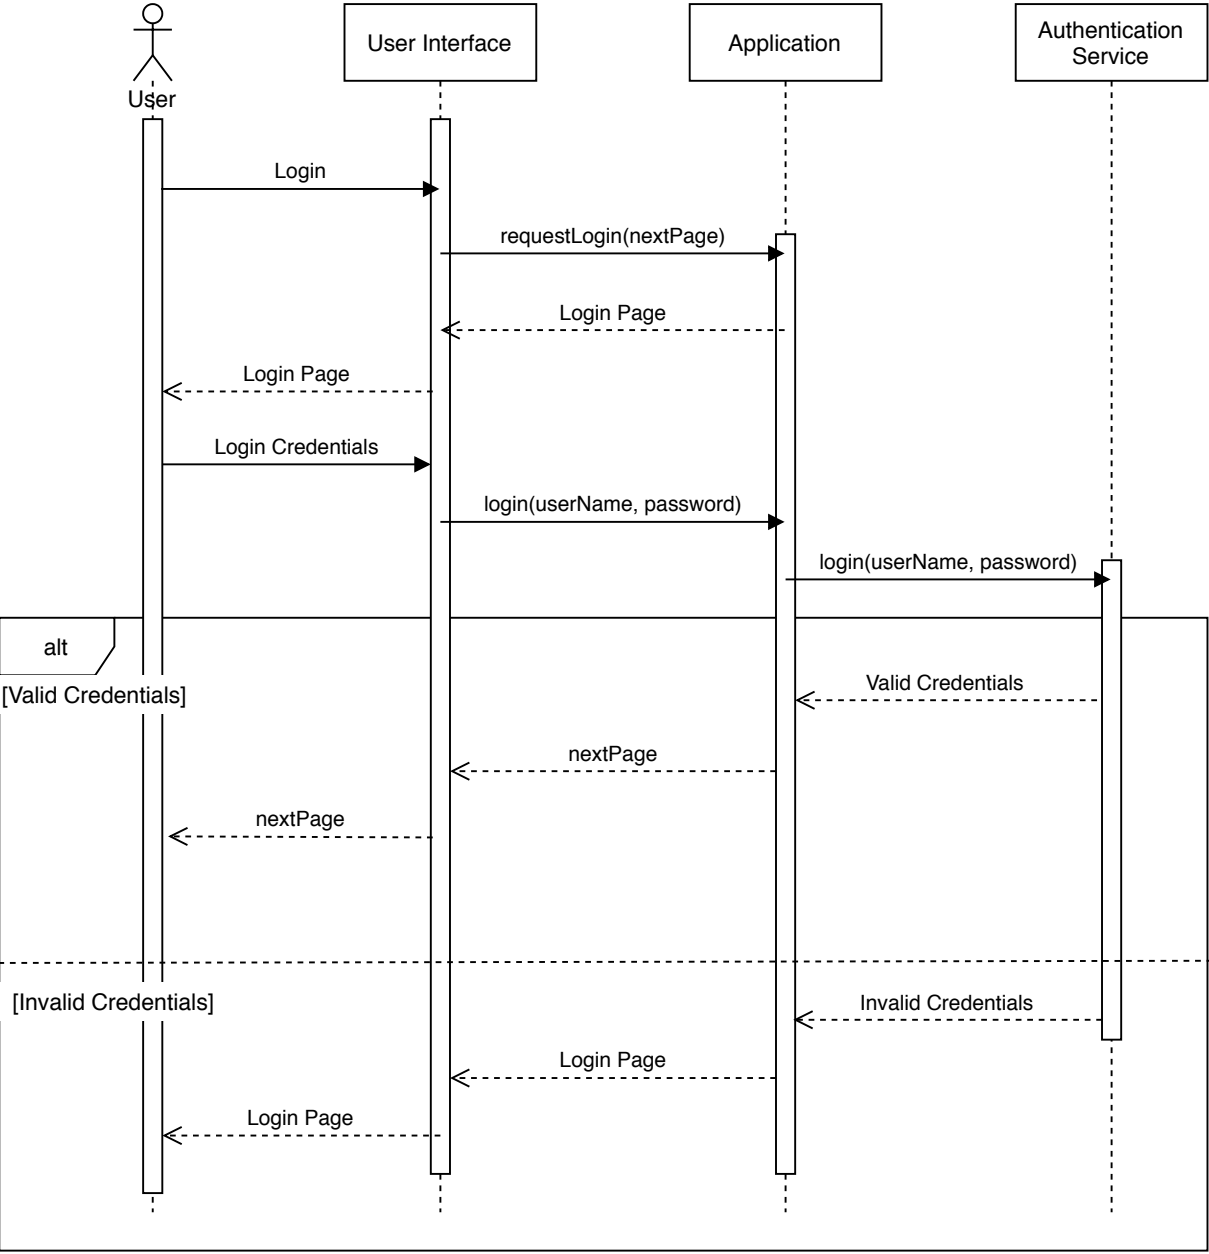 User
User Interface
Application
Authentication
Service
Login
requestLogin(nextPage)
Login Page
Login Page
Login Credentials
login(userName, password)
login(userName, password)
alt
[Valid Credentials]
Valid Credentials
nextPage
nextPage
[Invalid Credentials]
Invalid Credentials
Login Page
Login Page